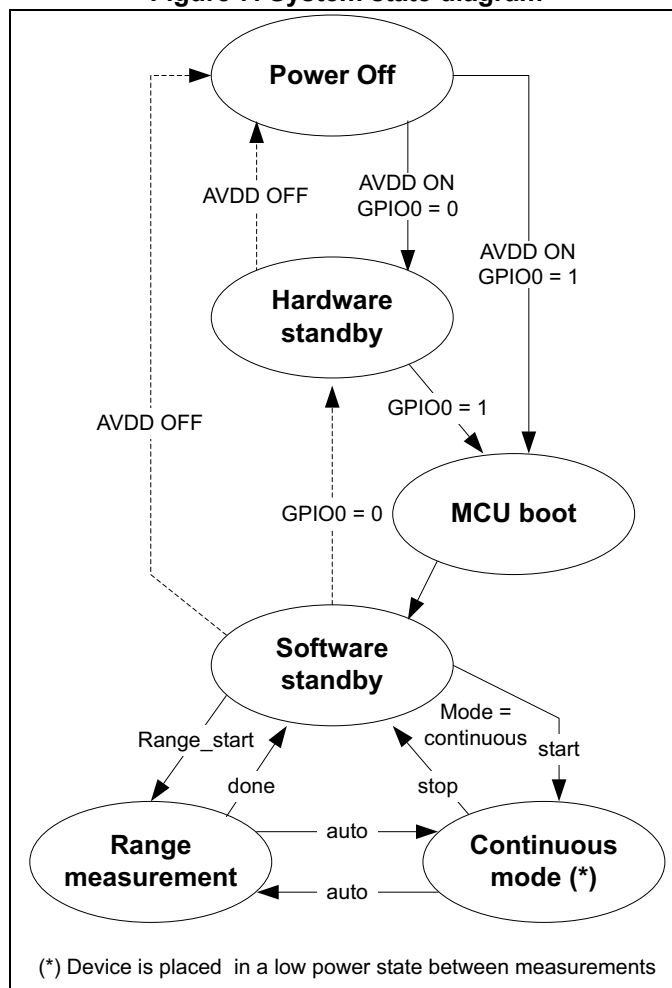 Figure 7. System state diagram
Power Off
AVDD OFF
AVDD ON
GPIO0 = 0
AVDD ON
GPIO0 = 1
Hardware
standby
AVDD OFF
GPIO0 = 1
GPIO0 = 0
MCU boot
Software
standby
Range_start
done
Mode =
continuous
start
stop
Range
measurement
auto
auto
Continuous
mode (*)
(*) Device is placed in a low power state between measurements